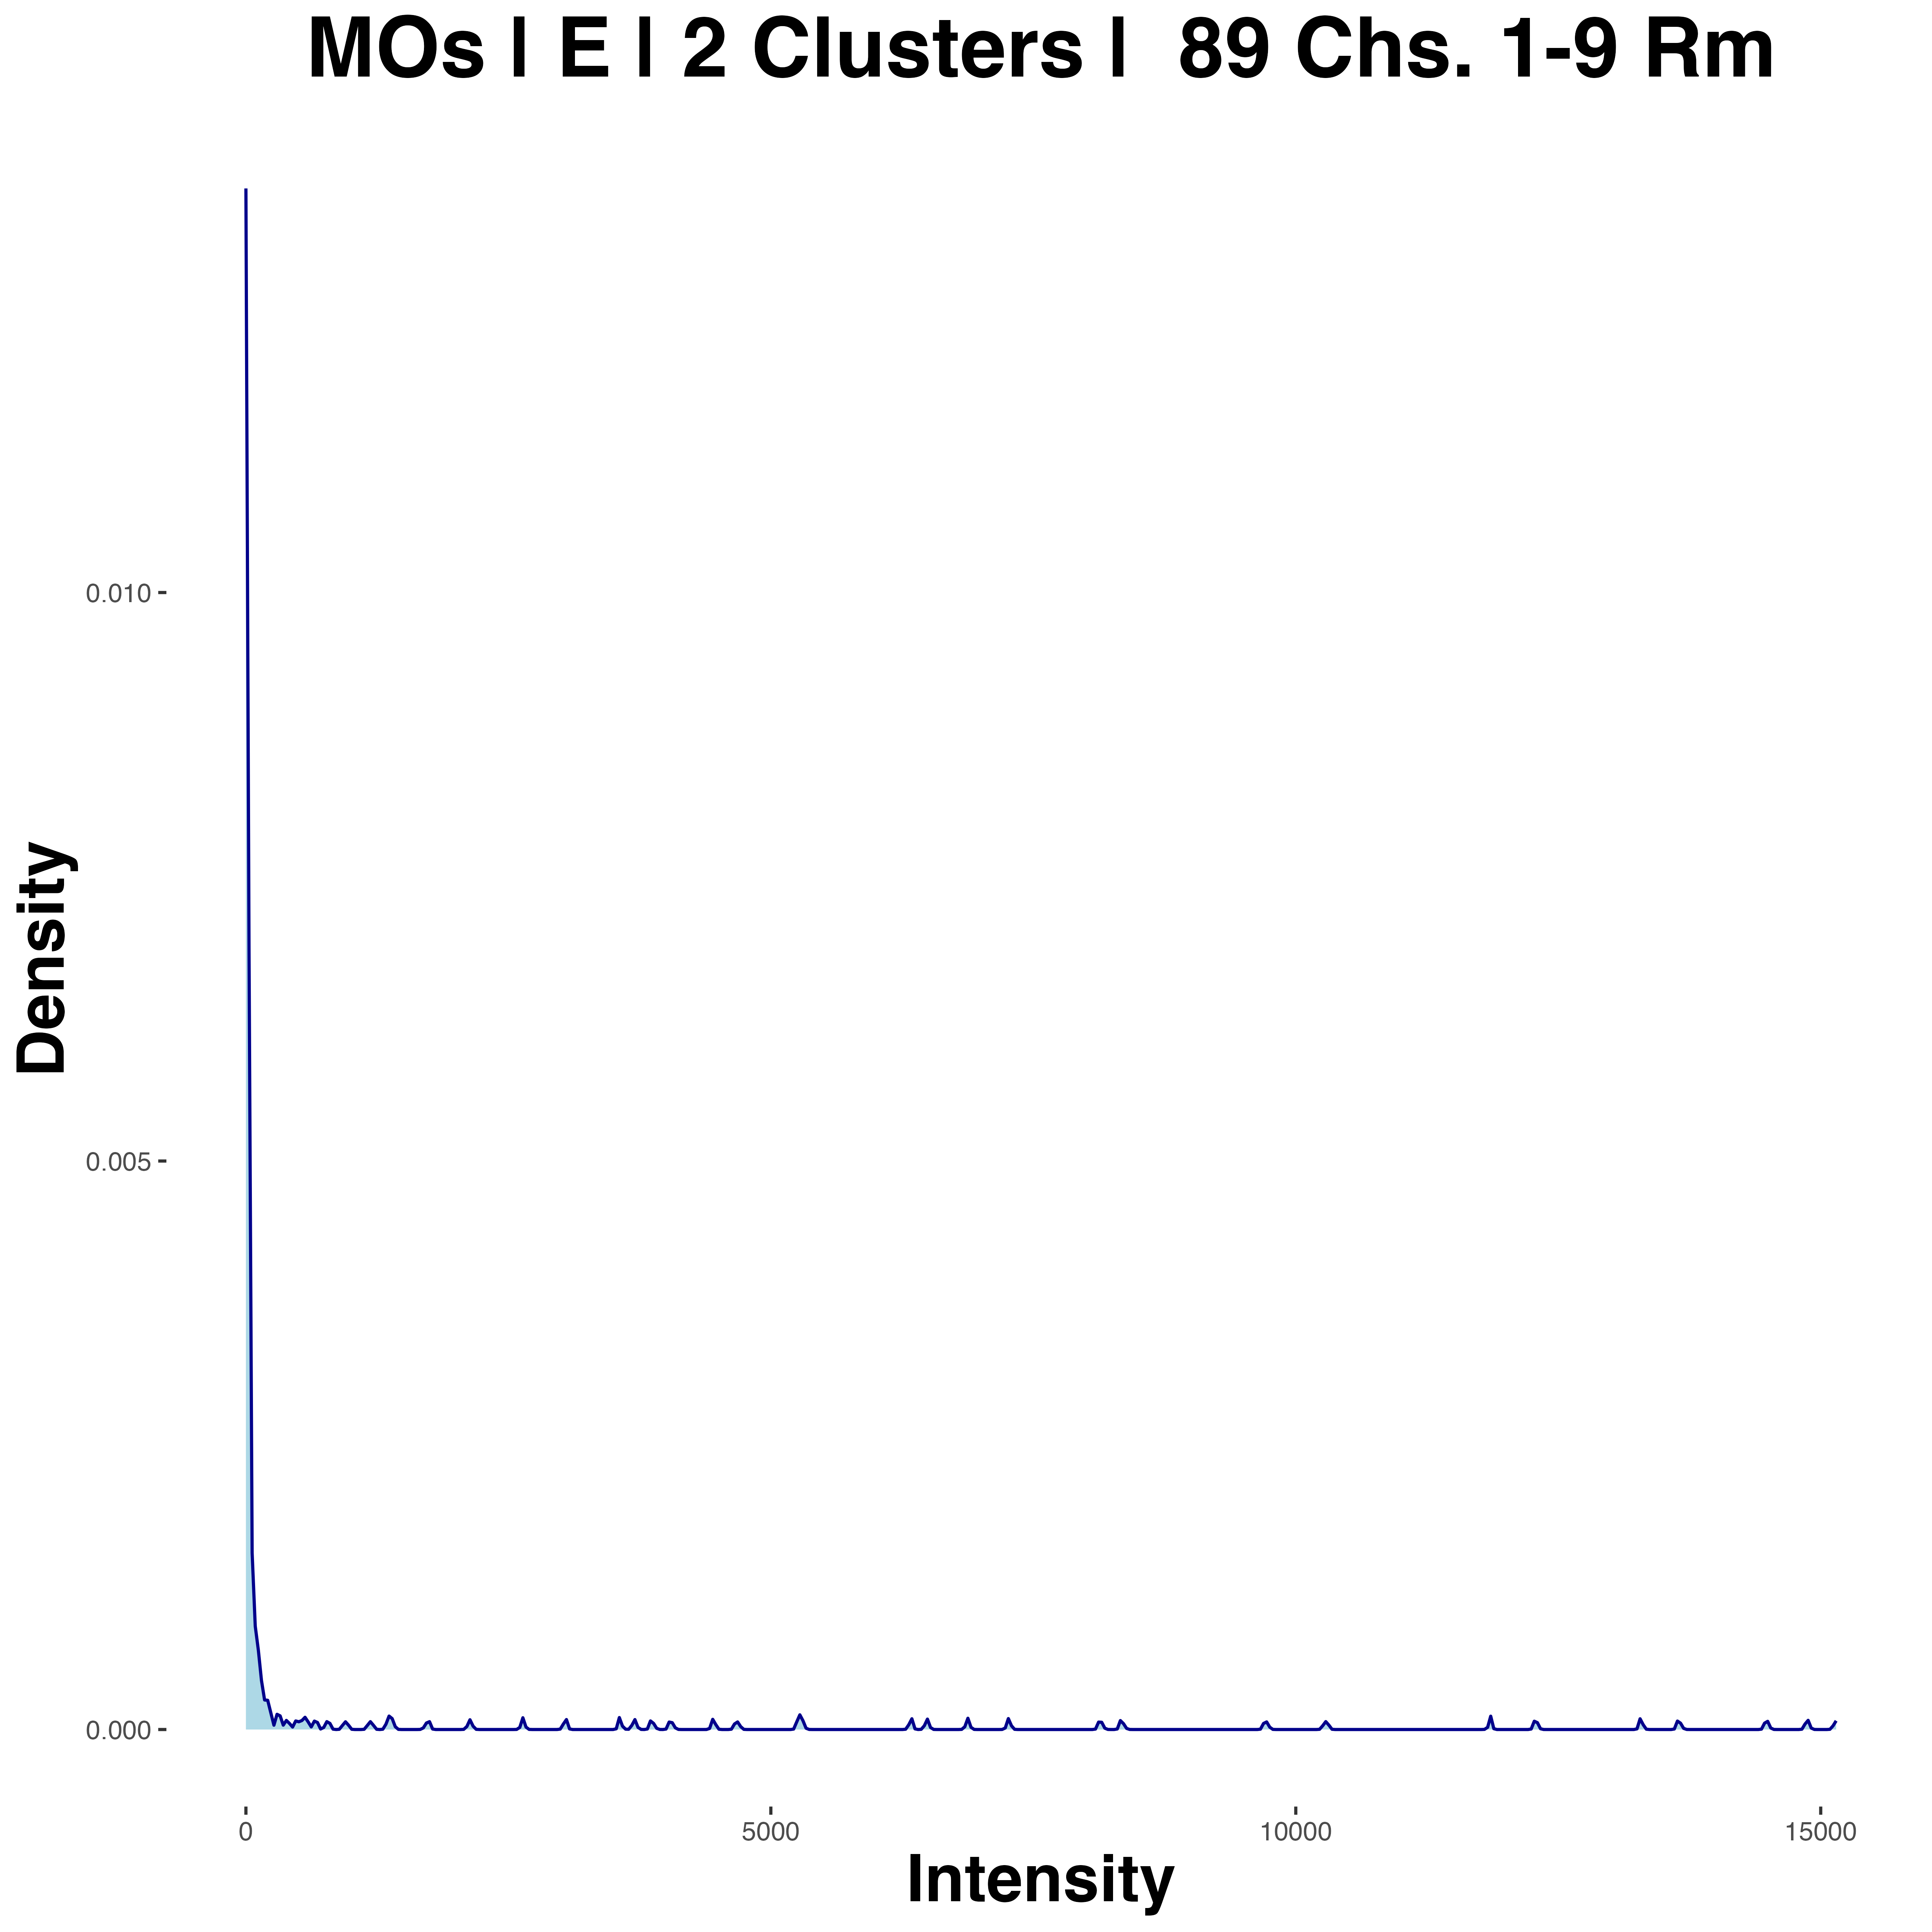 MOs | E | 2 Clusters |  89 Chs. 1-9 Rm
Density
0.010
0.005
0.000
0 5000 10000 15000
Intensity